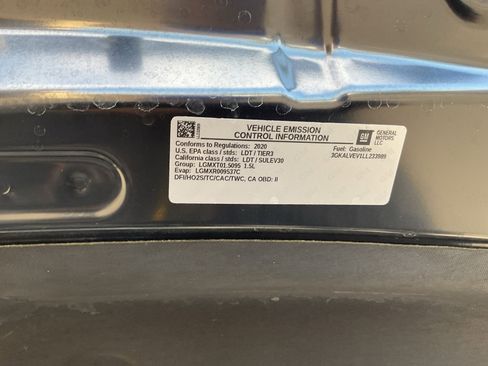 VEHICLE EMISSION
CONTROL INFORMATION
Conforms to Regulations: 2020
U.S. EPA class / stds: LDT / TIER3
California class / stds: LDT / SULEV30
Group: LGMXT01.5095 1.5L
Evap: LGMXR009537C
DFI/HO2S/TC/CAC/TWC, CA OBD: II
GM
GENERAL
MOTORS
LLC
Fuel: Gasoline
3GKALVEV1LL233989